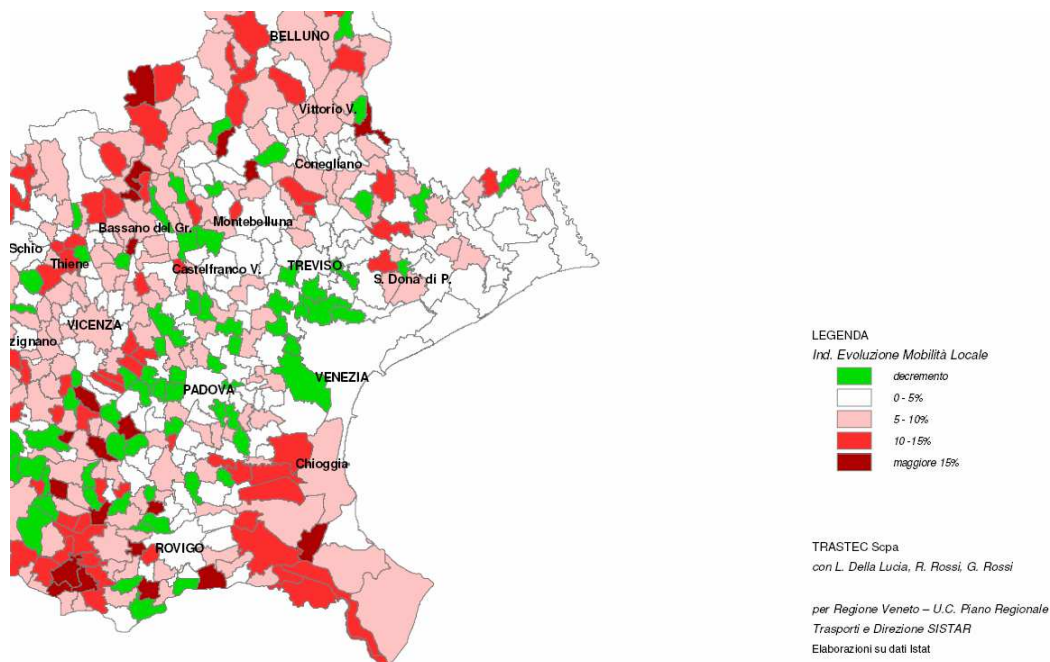 BELLUNO
Vittorio V.
Conegliano
Bassano del Gr.
Montebelluna
Schio
Thiene
Castelfranco V.
TREVISO
S. Dona' di P.
VICENZA
zignano
PADOVA
VENEZIA
Chioggia
ROVIGO
LEGENDA
Ind. Evoluzione Mobilità Locale
decremento
0 - 5%
5 - 10%
10 - 15%
maggiore 15%
TRASTEC Scpa
con L. Della Lucia, R. Rossi, G. Rossi
per Regione Veneto – U.C. Piano Regionale
Trasporti e Direzione SISTAR
Elaborazioni su dati Istat